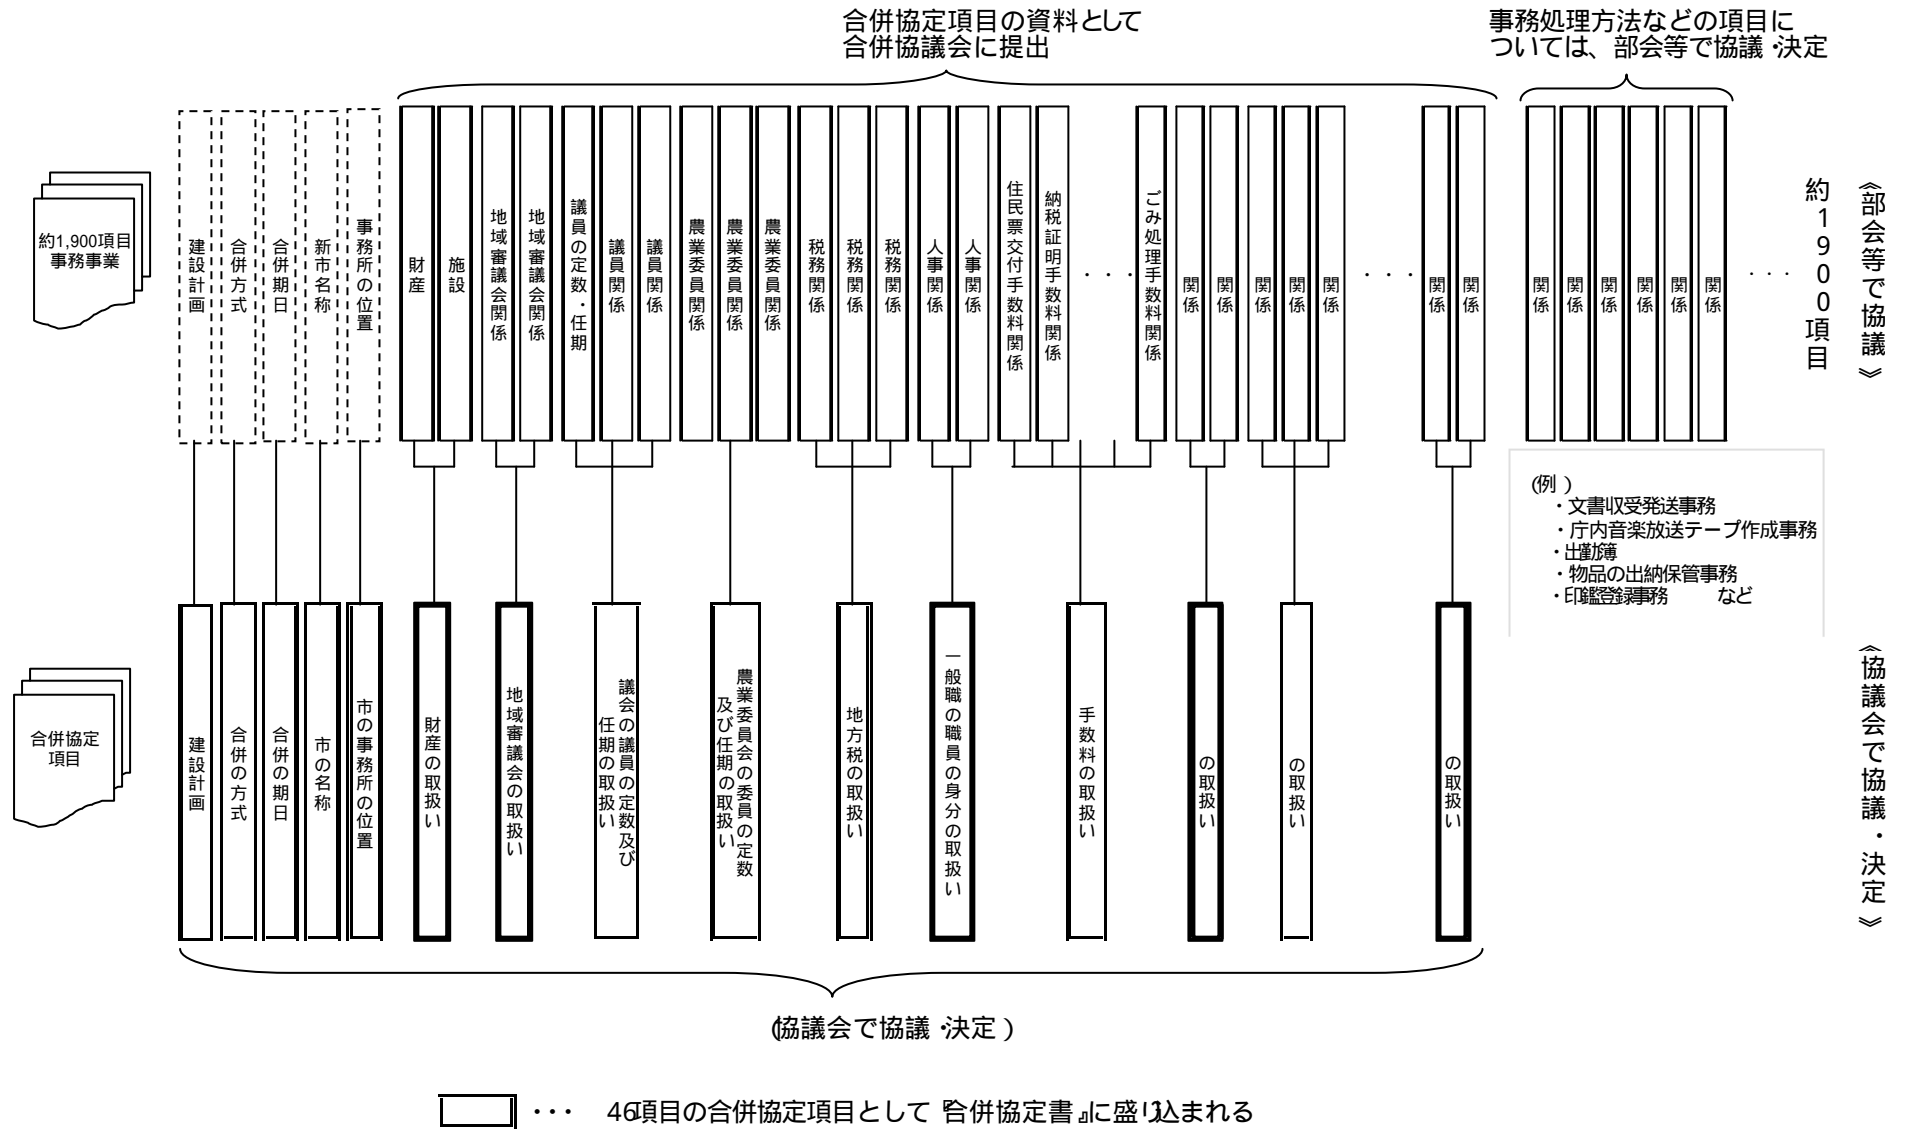 合併協定項目の資料として
合併協議会に提出
事務処理方法などの項目に
ついては、部会等で協議・決定
約1,900項目
事務事業
建設計画
合併方式
合併期日
新市名称
事務所の位置
財産
施設
地域審議会関係
地域審議会関係
議員の定数・任期
議員関係
議員関係
農業委員関係
農業委員関係
農業委員関係
税務関係
税務関係
税務関係
人事関係
人事関係
住民票交付手数料関係
納税証明手数料関係
・・・
ごみ処理手数料関係
関係
関係
関係
関係
関係
・・・
関係
関係
関係
関係
関係
関係
関係
関係
・・・
約1900項目
《部会等で協議》
(例)
・文書収受発送事務
・庁内音楽放送テープ作成事務
・出勤簿
・物品の出納保管事務
・印鑑登録事務 など
合併協定
項目
建設計画
合併の方式
合併の期日
市の名称
市の事務所の位置
財産の取扱い
地域審議会の取扱い
議会の議員の定数及び
任期の取扱い
農業委員会の委員の定数
及び任期の取扱い
地方税の取扱い
一般職の職員の身分の取扱い
手数料の取扱い
の取扱い
の取扱い
の取扱い
《協議会で協議・決定》
(協議会で協議・決定)
・・・ 46項目の合併協定項目として『合併協定書』に盛り込まれる